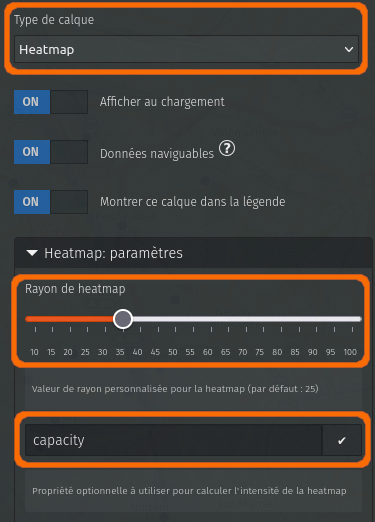 Type de calque
Heatmap
ON Afficher au chargement
ON Données naviguables ?
ON Montrer ce calque dans la légende
Heatmap: paramètres
Rayon de heatmap
10 15 20 25 30 35 40 45 50 55 60 65 70 75 80 85 90 95 100
Valeur de rayon personnalisée pour la heatmap (par défaut : 25)
capacity ✔
Propriété optionnelle à utiliser pour calculer l'intensité de la heatmap